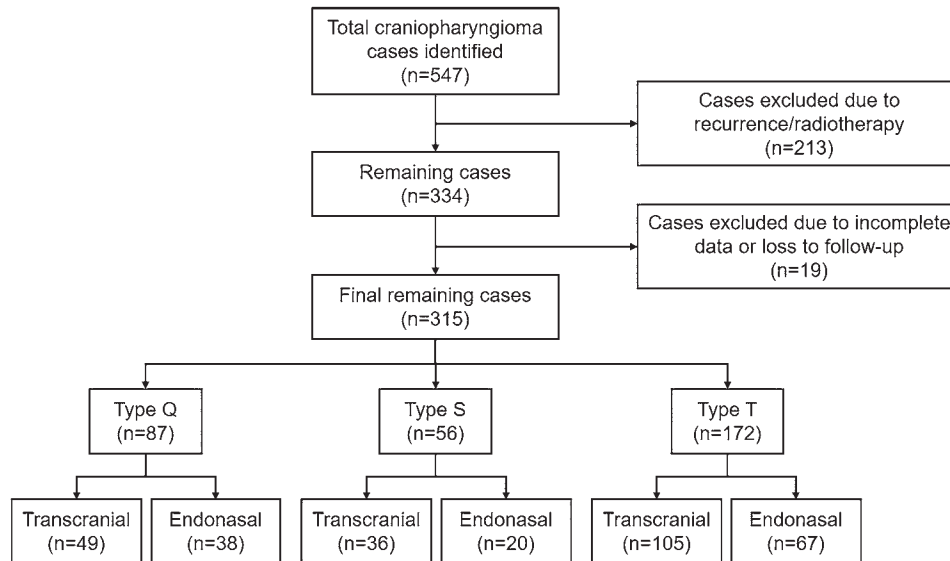 Total craniopharyngioma
cases identified
(n=547)
Cases excluded due to
recurrence/radiotherapy
(n=213)
Remaining cases
(n=334)
Cases excluded due to incomplete
data or loss to follow-up
(n=19)
Final remaining cases
(n=315)
Type Q
(n=87)
Type S
(n=56)
Type T
(n=172)
Transcranial
(n=49)
Endonasal
(n=38)
Transcranial
(n=36)
Endonasal
(n=20)
Transcranial
(n=105)
Endonasal
(n=67)